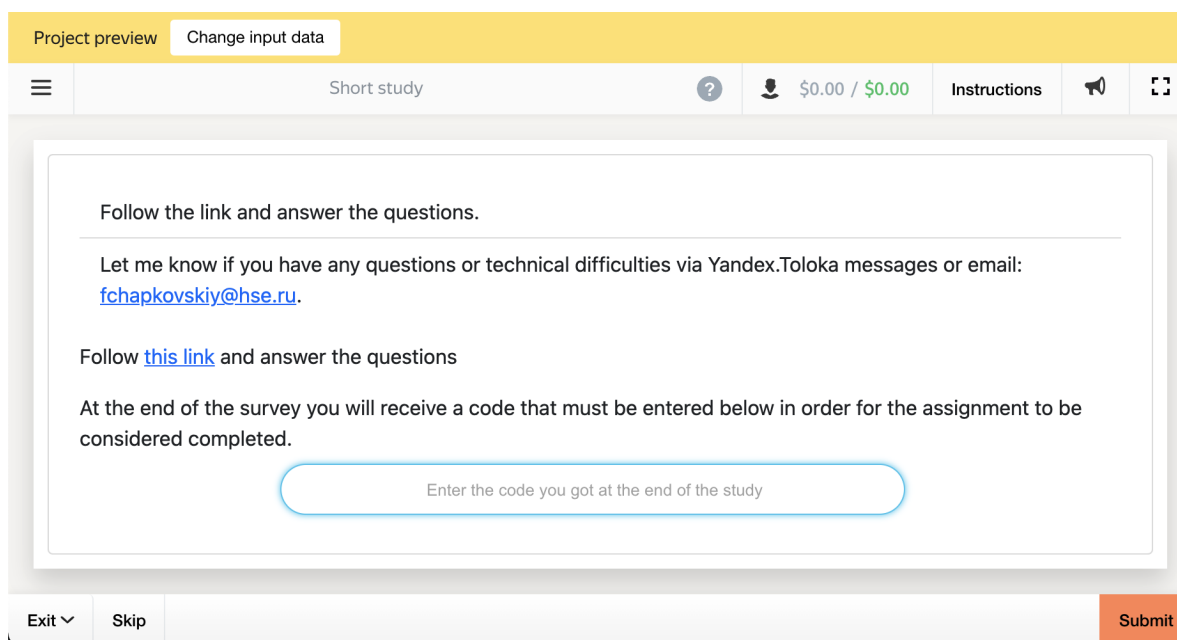 Project preview Change input data
Short study ? $0.00 / $0.00 Instructions
Follow the link and answer the questions.
Let me know if you have any questions or technical difficulties via Yandex.Toloka messages or email:
fchapkovskiy@hse.ru.
Follow this link and answer the questions
At the end of the survey you will receive a code that must be entered below in order for the assignment to be
considered completed.
Enter the code you got at the end of the study
Exit Skip Submit